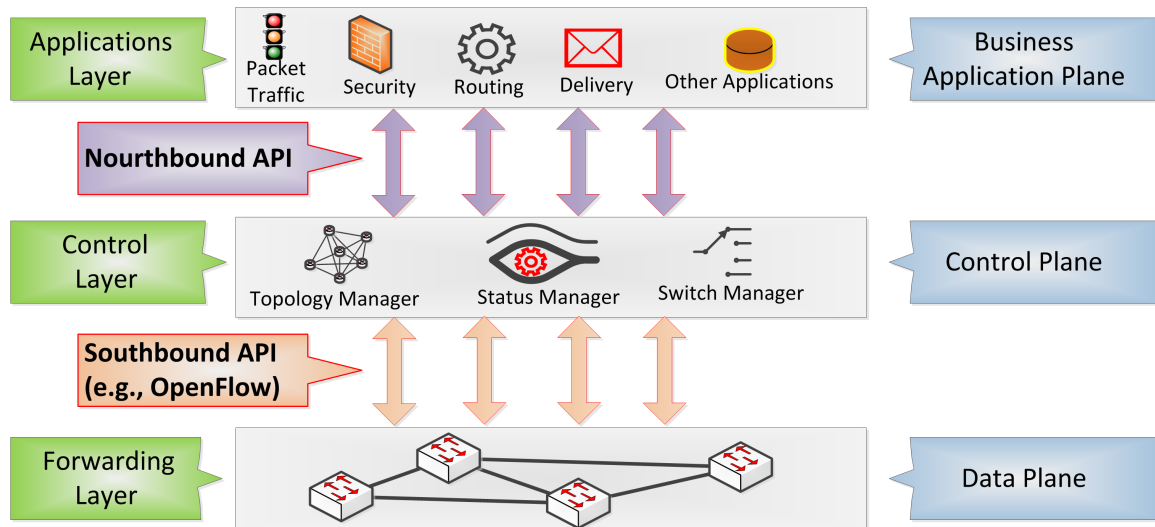 Applications
Layer
Packet
Traffic
Security
Routing
Delivery
Other Applications
Business
Application Plane
Nourthbound API
Control
Layer
Topology Manager
Status Manager
Switch Manager
Control Plane
Southbound API
(e.g., OpenFlow)
Forwarding
Layer
Data Plane